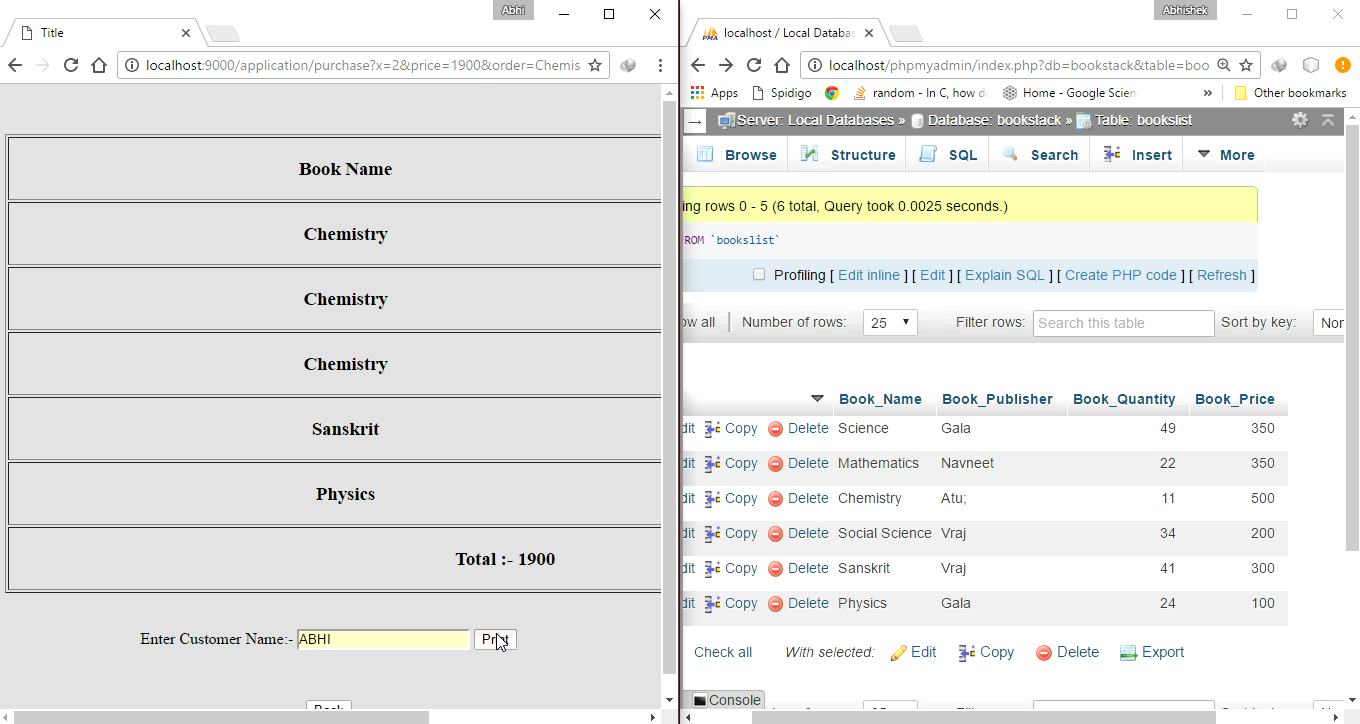 Abhi
Title
localhost:9000/application/purchase?x=2&price=1900&order=Chemis
Book Name
Chemistry
Chemistry
Chemistry
Sanskrit
Physics
Total :- 1900
Enter Customer Name:- ABHI Print
Abhishek
localhost / Local Databa
localhost/phpmyadmin/index.php?db=bookstack&table=boo
Apps Spidigo random - In C, how d Home - Google Scien » Other bookmarks
Server: Local Databases » Database: bookstack » Table: bookslist
Browse Structure SQL Search Insert More
ing rows 0 - 5 (6 total, Query took 0.0025 seconds.)
ROM `bookslist`
Profiling [ Edit inline ] [ Edit ] [ Explain SQL ] [ Create PHP code ] [ Refresh ]
ow all Number of rows: 25 Filter rows: Search this table Sort by key: Non
Book_Name Book_Publisher Book_Quantity Book_Price
dit Copy Delete Science Gala 49 350
dit Copy Delete Mathematics Navneet 22 350
dit Copy Delete Chemistry Atu; 11 500
dit Copy Delete Social Science Vraj 34 200
dit Copy Delete Sanskrit Vraj 41 300
dit Copy Delete Physics Gala 24 100
Check all With selected: Edit Copy Delete Export
Console